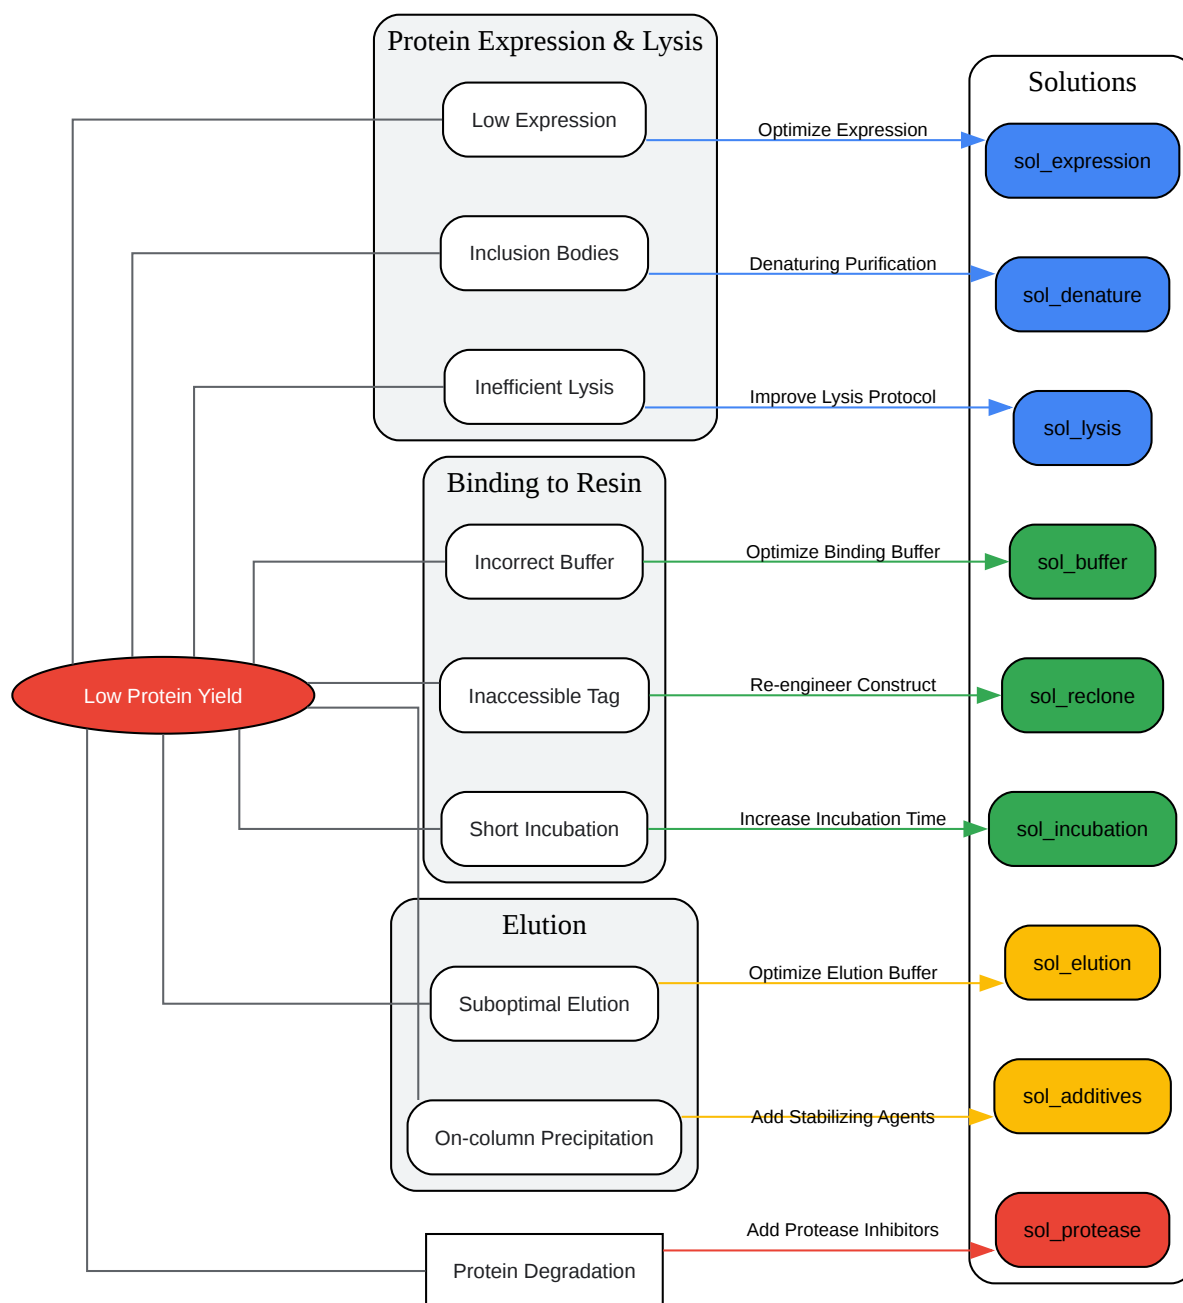 Protein Expression & Lysis
Solutions
Low Expression
Optimize Expression
sol_expression
Inclusion Bodies
Denaturing Purification
sol_denature
Inefficient Lysis
Improve Lysis Protocol
sol_lysis
Binding to Resin
Incorrect Buffer
Optimize Binding Buffer
sol_buffer
Low Protein Yield
Inaccessible Tag
Re-engineer Construct
sol_reclone
Short Incubation
Increase Incubation Time
sol_incubation
Elution
Suboptimal Elution
Optimize Elution Buffer
sol_elution
On-column Precipitation
Add Stabilizing Agents
sol_additives
Protein Degradation
Add Protease Inhibitors
sol_protease